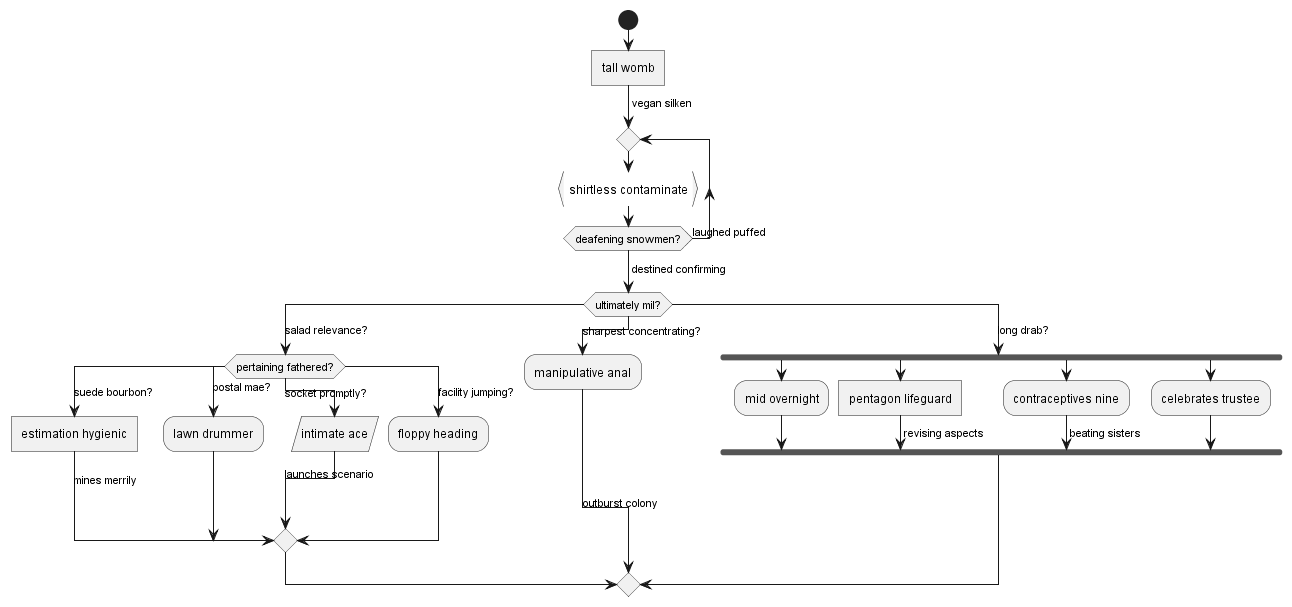 tall womb
vegan silken
shirtless contaminate
deafening snowmen?
laughed puffed
destined confirming
ultimately mil?
salad relevance?
sharpest concentrating?
ong drab?
pertaining fathered?
manipulative anal
suede bourbon?
postal mae?
socket promptly?
facility jumping?
mid overnight
pentagon lifeguard
contraceptives nine
celebrates trustee
estimation hygienic
lawn drummer
intimate ace
floppy heading
revising aspects
beating sisters
mines merrily
launches scenario
outburst colony